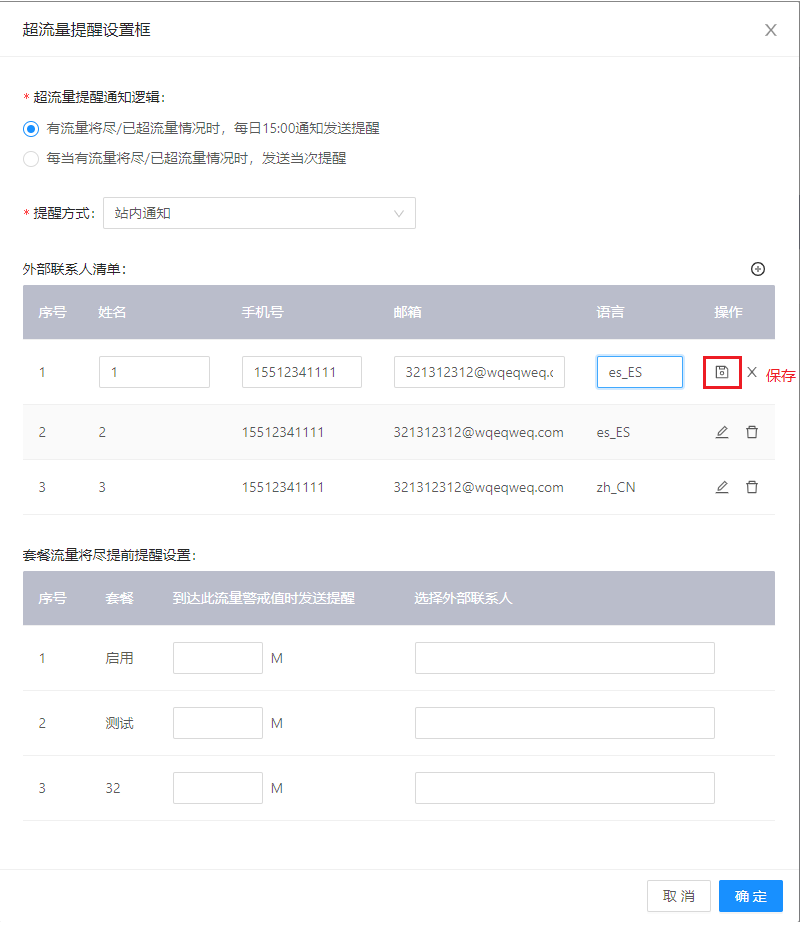 超流量提醒设置框
* 超流量提醒通知逻辑:
有流量将尽/已超流量情况时，每日15:00通知发送提醒
每当有流量将尽/已超流量情况时，发送当次提醒
* 提醒方式: 站内通知
外部联系人清单:
序号 姓名 手机号 邮箱 语言 操作
1 1 15512341111 321312312@wqeqweq.c es_ES 保存
2 2 15512341111 321312312@wqeqweq.com es_ES
3 3 15512341111 321312312@wqeqweq.com zh_CN
套餐流量将尽提前提醒设置:
序号 套餐 到达此流量警戒值时发送提醒 选择外部联系人
1 启用 M
2 测试 M
3 32 M
取 消 确 定